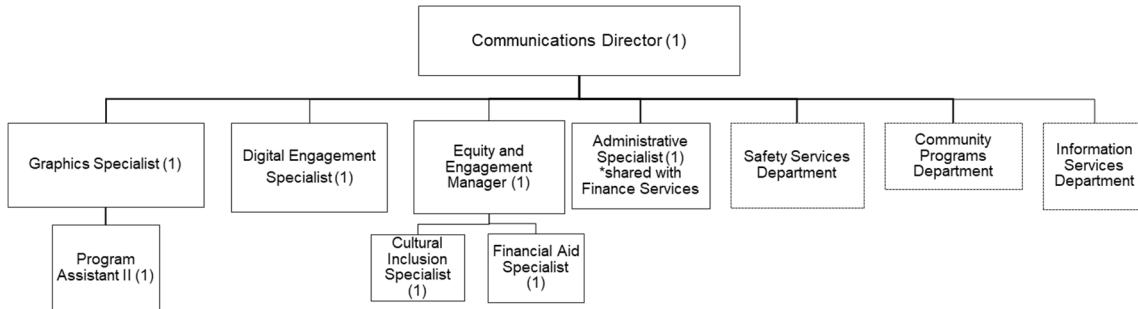 Communications Director (1)
Graphics Specialist (1)
Digital Engagement
Specialist (1)
Equity and
Engagement
Manager (1)
Administrative
Specialist (1)
*shared with
Finance Services
Safety Services
Department
Community
Programs
Department
Information
Services
Department
Program
Assistant II (1)
Cultural
Inclusion
Specialist
(1)
Financial Aid
Specialist
(1)